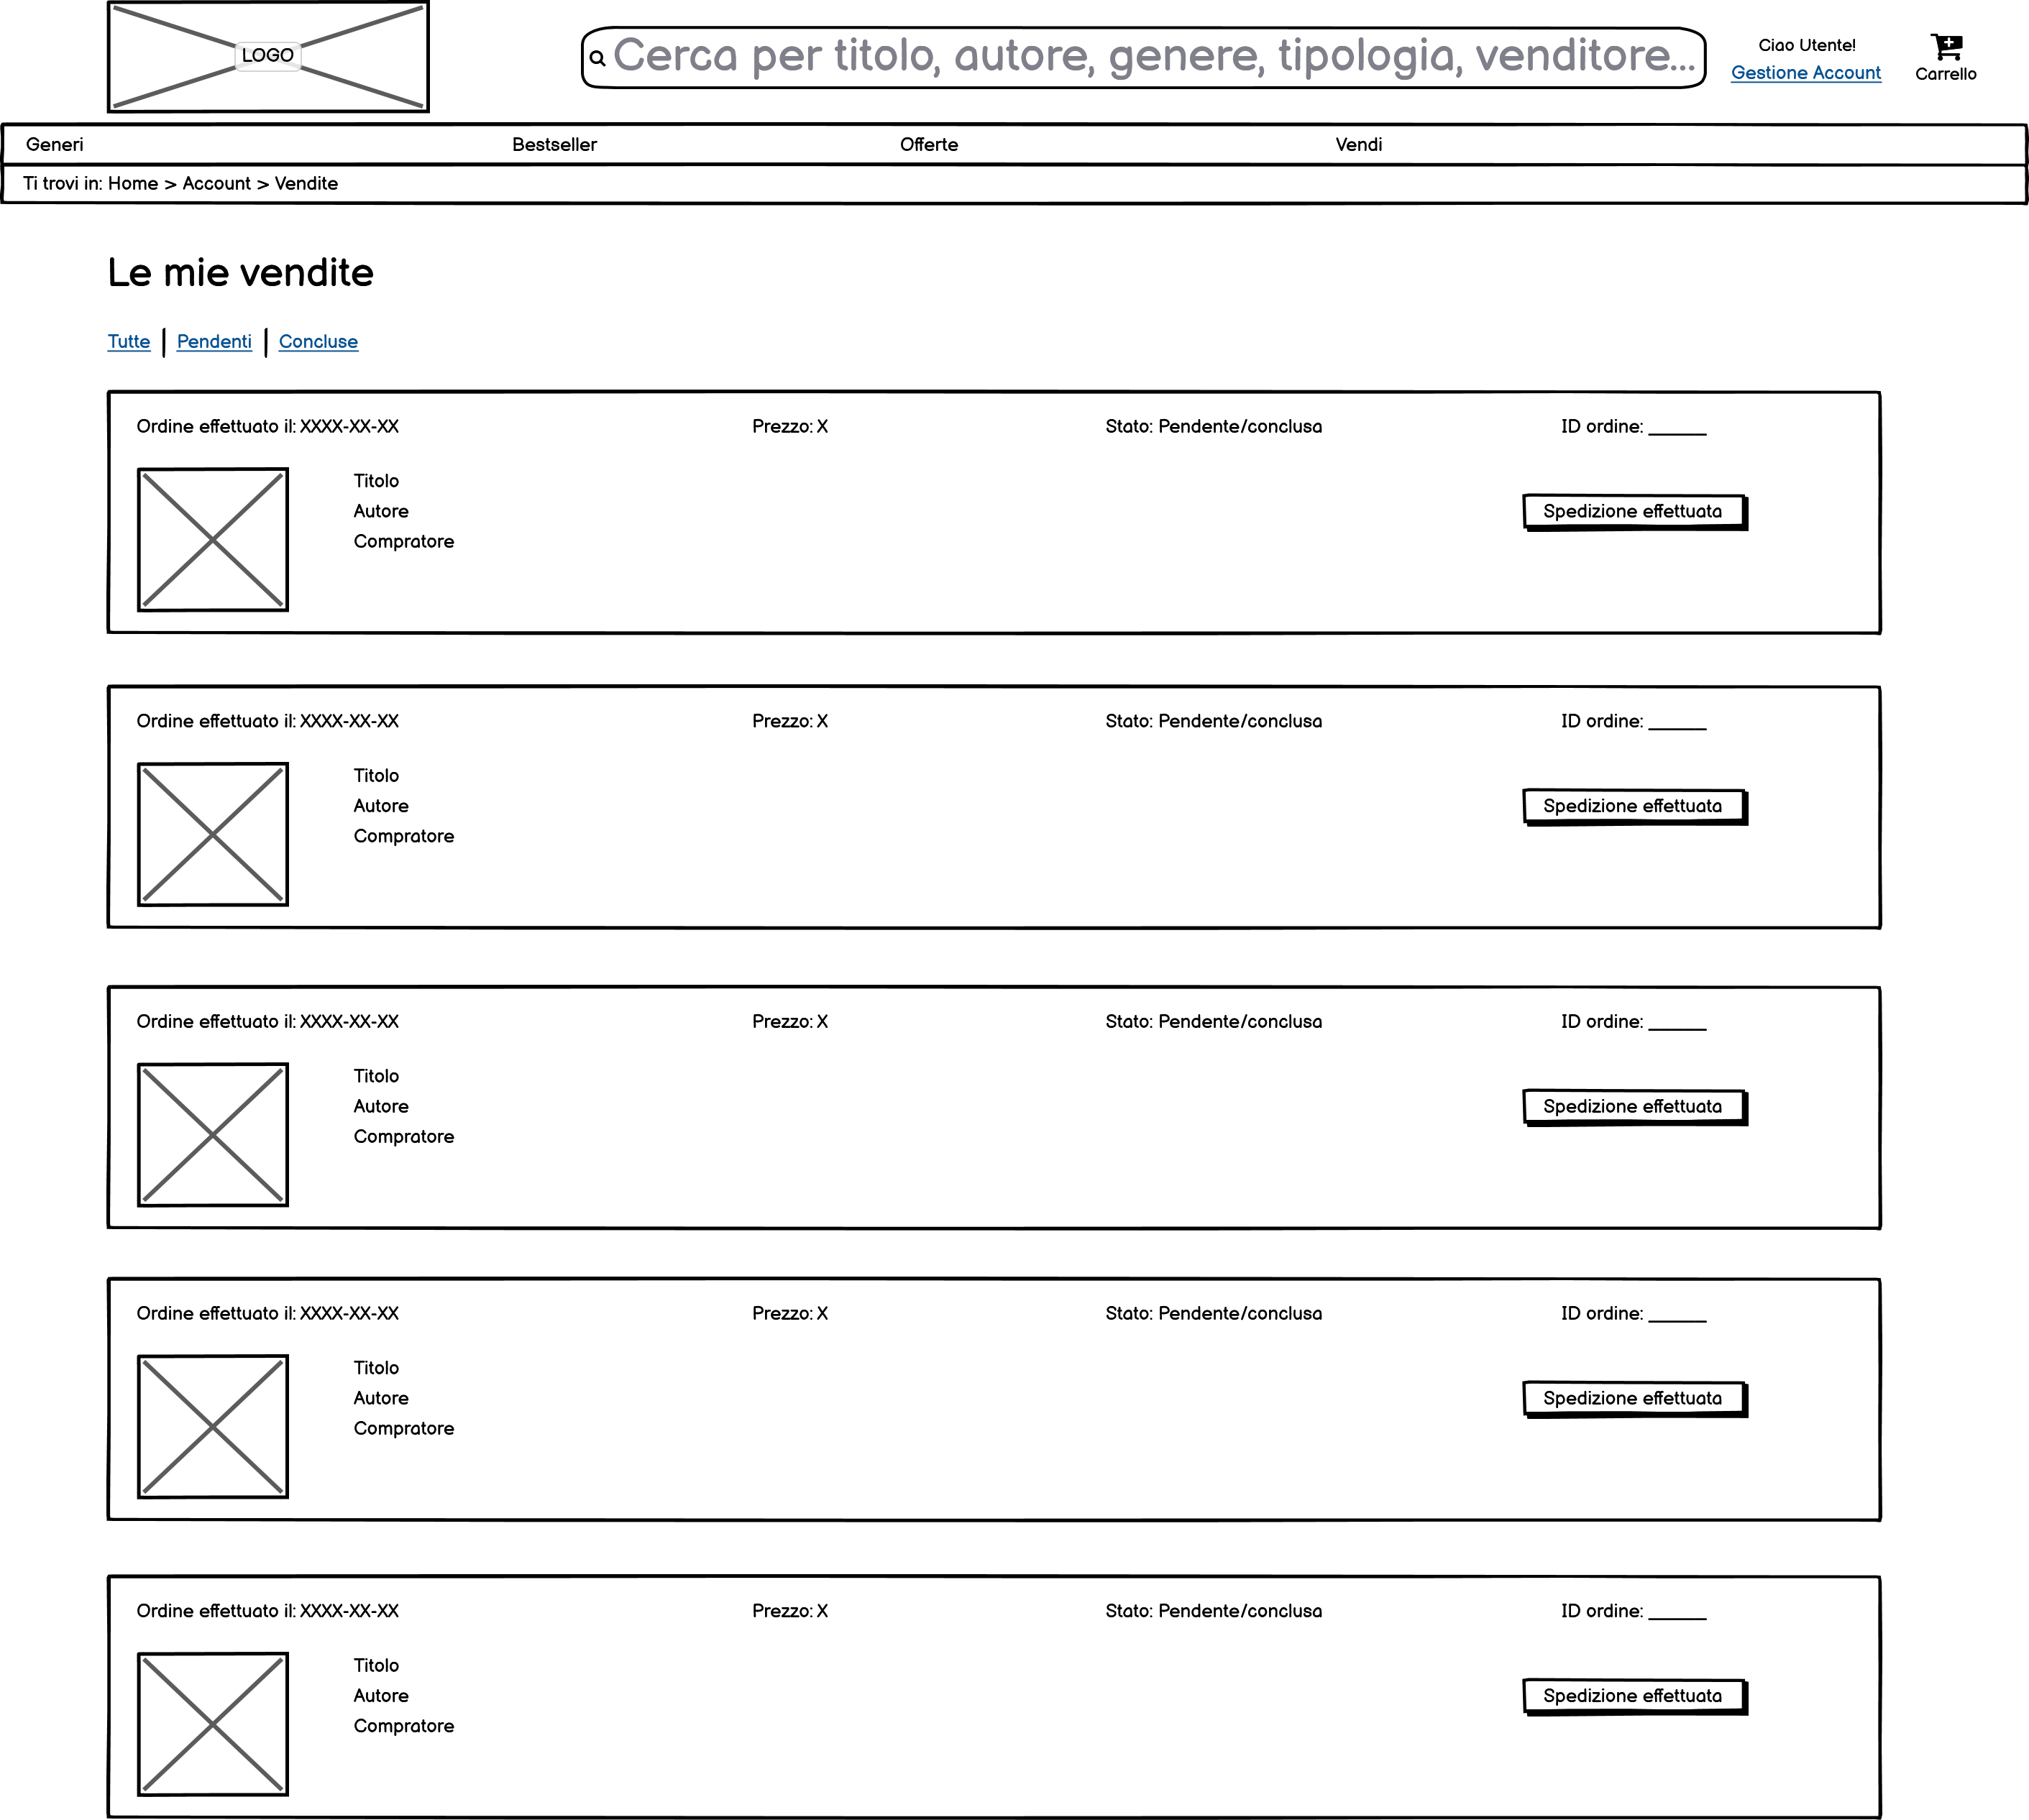 LOGO
Cerca per titolo, autore, genere, tipologia, venditore...
Ciao Utente!
Gestione Account
Carrello
Generi Bestseller Offerte Vendi
Ti trovi in: Home > Account > Vendite
Le mie vendite
Tutte Pendenti Concluse
Ordine effettuato il: XXXX-XX-XX Prezzo: X Stato: Pendente/conclusa ID ordine: ______
Titolo
Autore
Compratore
Spedizione effettuata
Ordine effettuato il: XXXX-XX-XX Prezzo: X Stato: Pendente/conclusa ID ordine: ______
Titolo
Autore
Compratore
Spedizione effettuata
Ordine effettuato il: XXXX-XX-XX Prezzo: X Stato: Pendente/conclusa ID ordine: ______
Titolo
Autore
Compratore
Spedizione effettuata
Ordine effettuato il: XXXX-XX-XX Prezzo: X Stato: Pendente/conclusa ID ordine: ______
Titolo
Autore
Compratore
Spedizione effettuata
Ordine effettuato il: XXXX-XX-XX Prezzo: X Stato: Pendente/conclusa ID ordine: ______
Titolo
Autore
Compratore
Spedizione effettuata